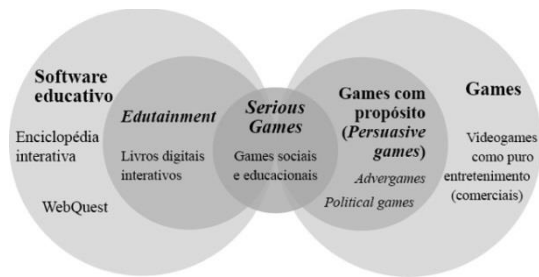 Software
educativo
Enciclopédia
interativa
WebQuest
Edutainment
Livros digitais
interativos
Serious
Games
Games sociais
e educacionais
Games com
propósito
(Persuasive
games)
Advergames
Political games
Games
Videogames
como puro
entretenimento
(comerciais)